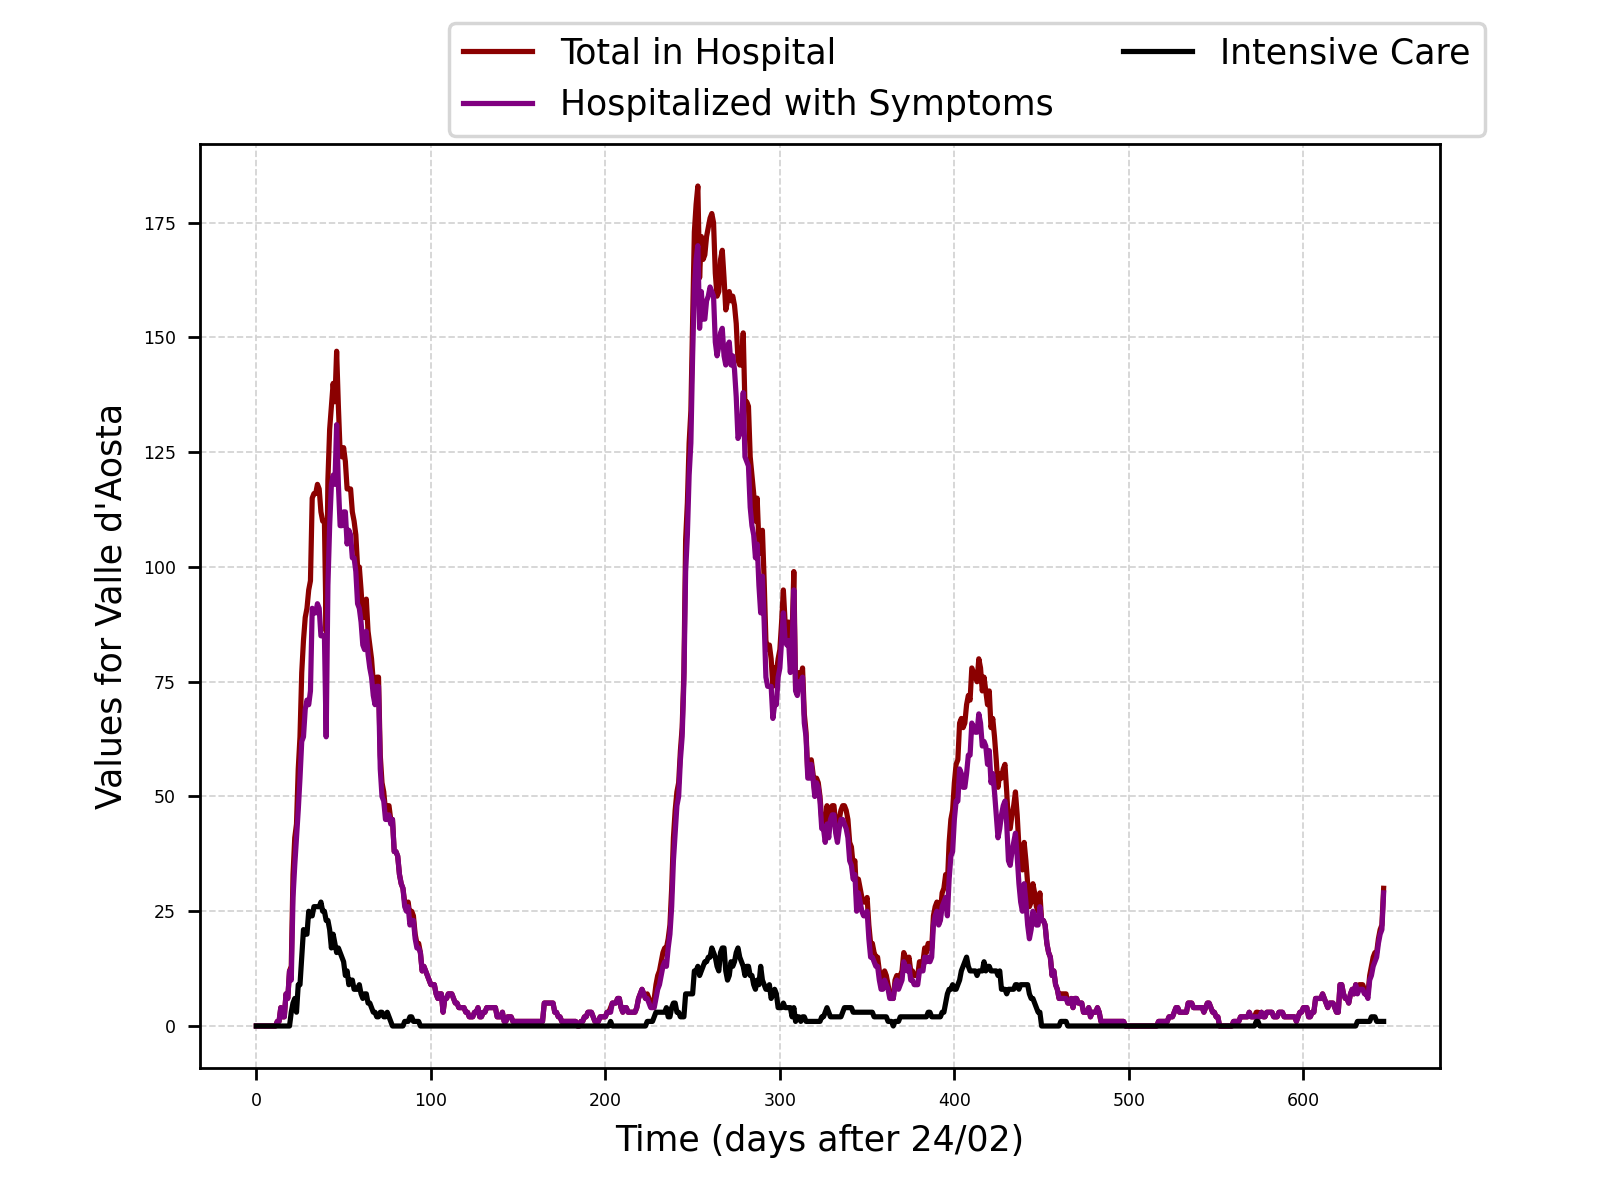 Total in Hospital
Hospitalized with Symptoms
Intensive Care
Values for Valle d'Aosta
175
150
125
100
75
50
25
0
0 100 200 300 400 500 600
Time (days after 24/02)